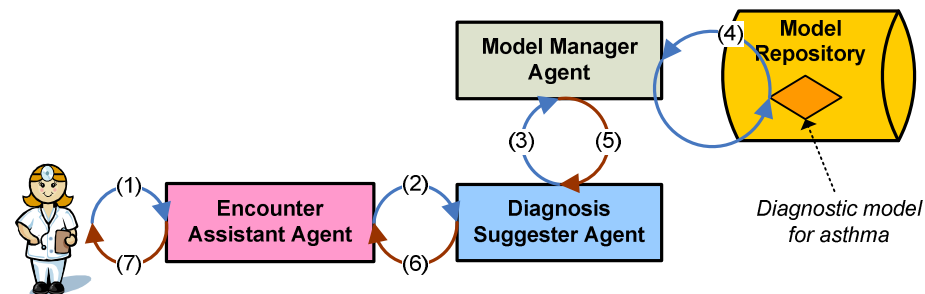 Model Manager
Agent
(4)
Model
Repository
(3)
(5)
(1)
(2)
Encounter
Assistant Agent
Diagnosis
Suggester Agent
Diagnostic model
for asthma
(7)
(6)